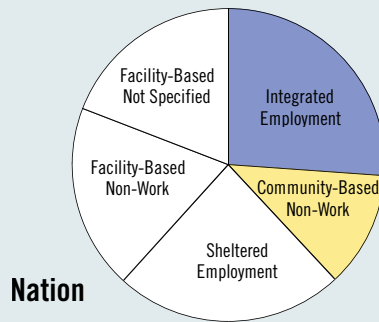 Facility-Based
Not Specified
Integrated
Employment
Facility-Based
Non-Work
Community-Based
Non-Work
Sheltered
Employment
Nation